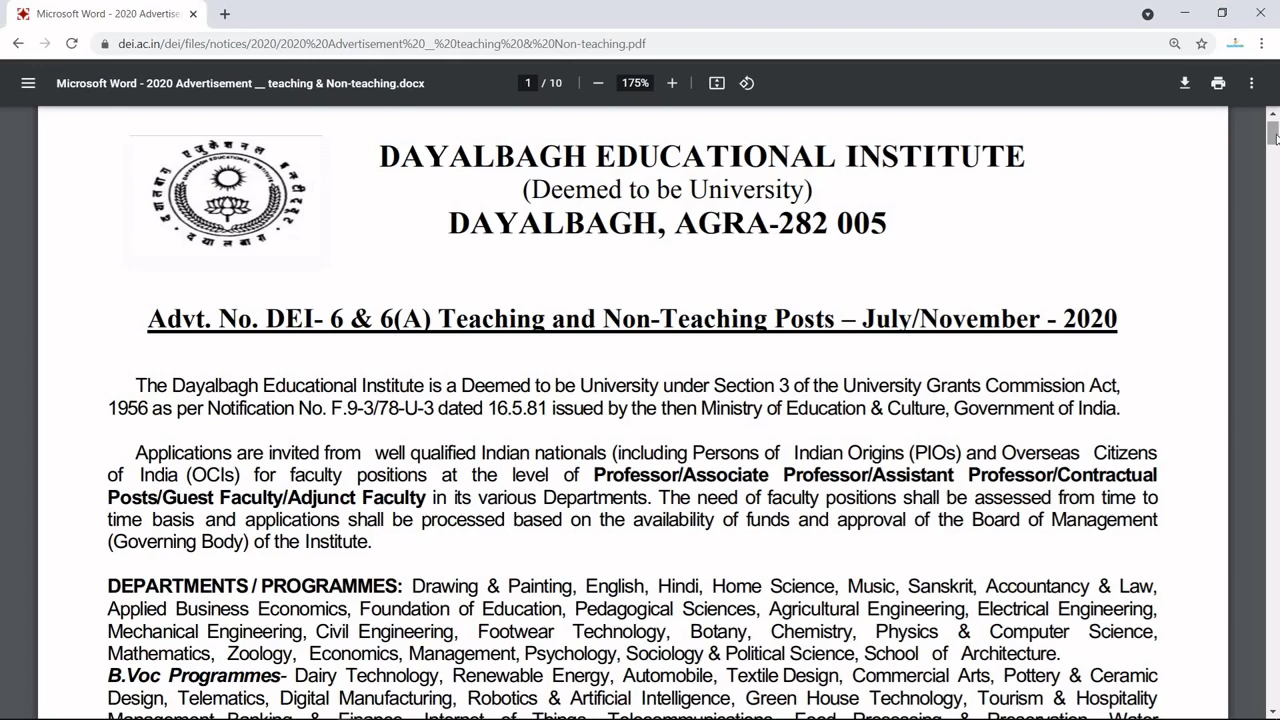 Microsoft Word - 2020 Advertise
dei.ac.in/dei/files/notices/2020/2020%20Advertisement%20__%20teaching%20&%20Non-teaching.pdf
Microsoft Word - 2020 Advertisement __ teaching & Non-teaching.docx
1 / 10
175%
DAYALBAGH EDUCATIONAL INSTITUTE
(Deemed to be University)
DAYALBAGH, AGRA-282 005
Advt. No. DEI- 6 & 6(A) Teaching and Non-Teaching Posts – July/November - 2020
The Dayalbagh Educational Institute is a Deemed to be University under Section 3 of the University Grants Commission Act,
1956 as per Notification No. F.9-3/78-U-3 dated 16.5.81 issued by the then Ministry of Education & Culture, Government of India.
Applications are invited from well qualified Indian nationals (including Persons of Indian Origins (PIOs) and Overseas Citizens
of India (OCIs) for faculty positions at the level of Professor/Associate Professor/Assistant Professor/Contractual
Posts/Guest Faculty/Adjunct Faculty in its various Departments. The need of faculty positions shall be assessed from time to
time basis and applications shall be processed based on the availability of funds and approval of the Board of Management
(Governing Body) of the Institute.
DEPARTMENTS / PROGRAMMES: Drawing & Painting, English, Hindi, Home Science, Music, Sanskrit, Accountancy & Law,
Applied Business Economics, Foundation of Education, Pedagogical Sciences, Agricultural Engineering, Electrical Engineering,
Mechanical Engineering, Civil Engineering, Footwear Technology, Botany, Chemistry, Physics & Computer Science,
Mathematics, Zoology, Economics, Management, Psychology, Sociology & Political Science, School of Architecture.
B.Voc Programmes- Dairy Technology, Renewable Energy, Automobile, Textile Design, Commercial Arts, Pottery & Ceramic
Design, Telematics, Digital Manufacturing, Robotics & Artificial Intelligence, Green House Technology, Tourism & Hospitality
Management Banking & Finance, Internet of Things, Telecommunications, Food Processing & Preservation, Water